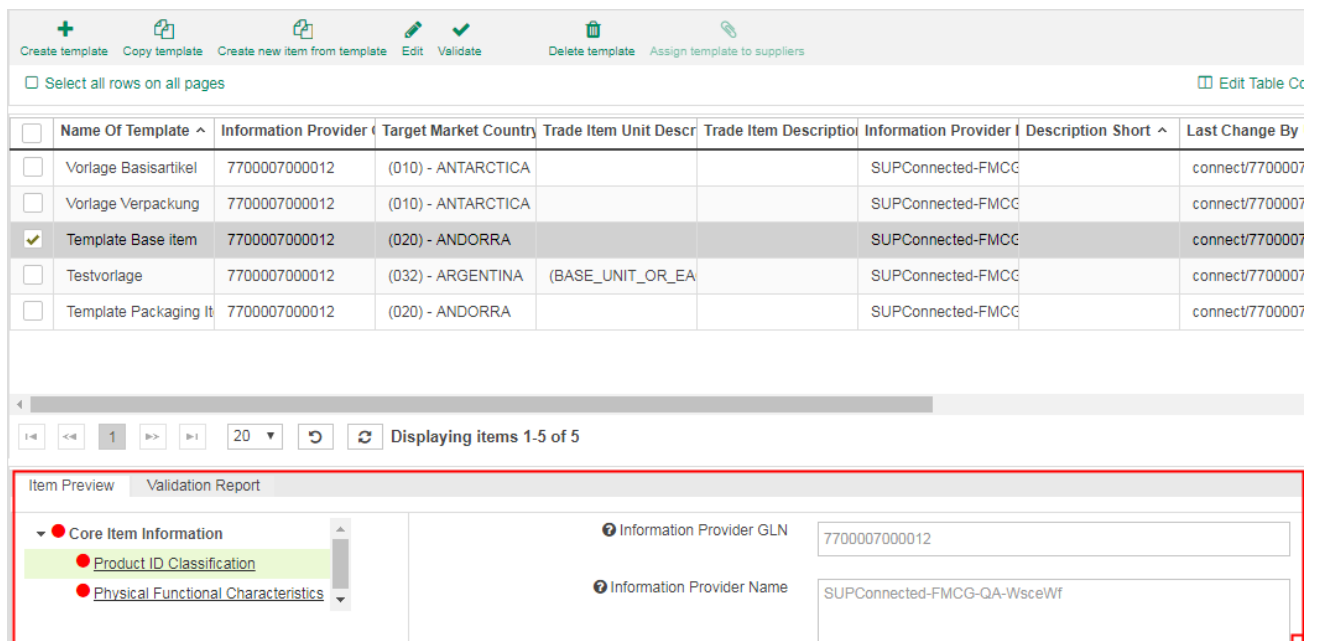 Create template Copy template Create new item from template Edit Validate Delete template Assign template to suppliers
Select all rows on all pages Edit Table Co
Name Of Template Information Provider Target Market Country Trade Item Unit Descr Trade Item Description Information Provider Description Short Last Change By
Vorlage Basisartikel 7700007000012 (010) - ANTARCTICA SUPConnected-FMCG connect/7700007
Vorlage Verpackung 7700007000012 (010) - ANTARCTICA SUPConnected-FMCG connect/7700007
Template Base item 7700007000012 (020) - ANDORRA SUPConnected-FMCG connect/7700007
Testvorlage 7700007000012 (032) - ARGENTINA (BASE_UNIT_OR_EA SUPConnected-FMCG connect/7700007
Template Packaging It 7700007000012 (020) - ANDORRA SUPConnected-FMCG connect/7700007
1 20 Displaying items 1-5 of 5
Item Preview Validation Report
Core Item Information Information Provider GLN 7700007000012
Product ID Classification
Physical Functional Characteristics Information Provider Name SUPConnected-FMCG-QA-WsceWf